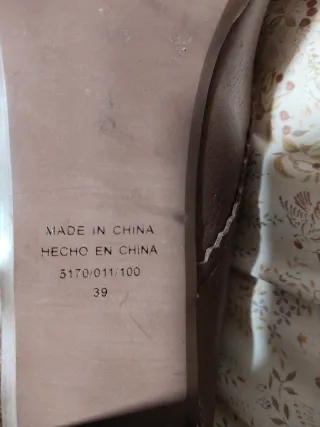 MADE IN CHINA
HECHO EN CHINA
5170/011/100
39